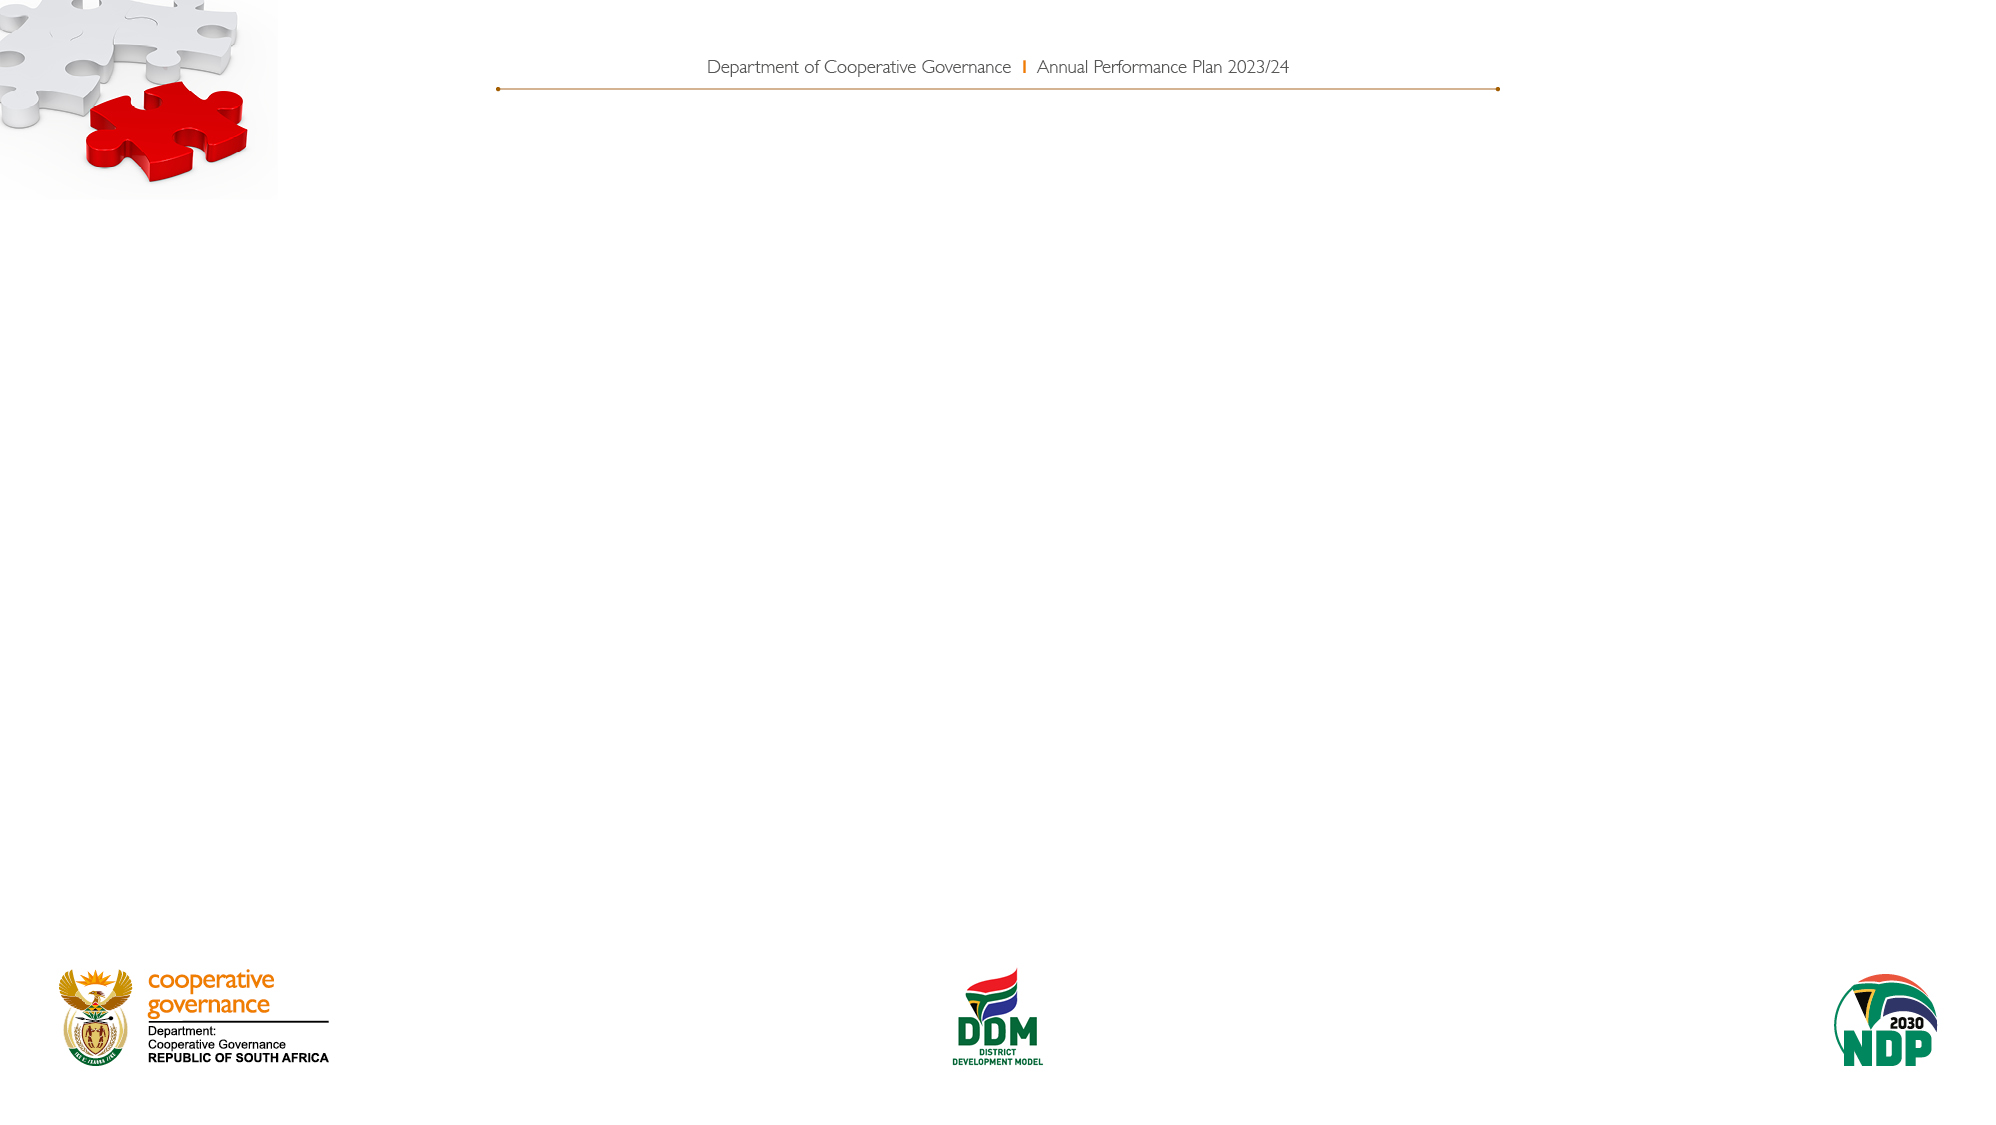 Department of Cooperative Governance I Annual Performance Plan 2023/24
cooperative
governance
Department:
Cooperative Governance
REPUBLIC OF SOUTH AFRICA
DDM
DISTRICT
DEVELOPMENT MODEL
2030
NDP